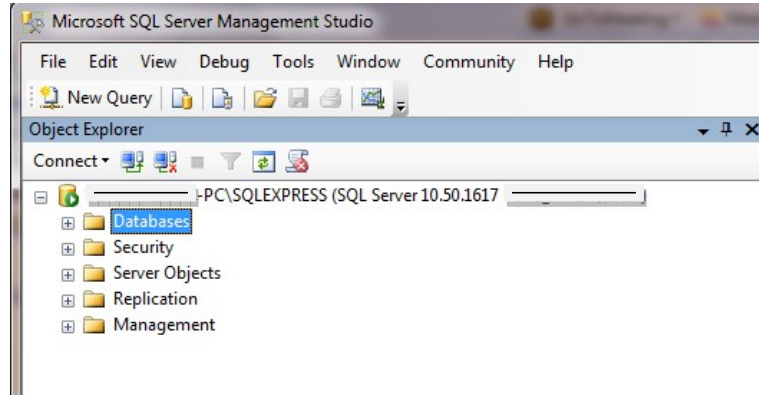 Microsoft SQL Server Management Studio
File Edit View Debug Tools Window Community Help
New Query
Object Explorer
Connect
-PC\SQLEXPRESS (SQL Server 10.50.1617
Databases
Security
Server Objects
Replication
Management